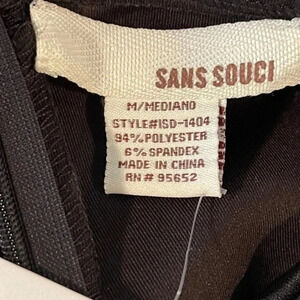 SANS SOUCI
M/MEDIANO
STYLE#ISD-1404
94%POLYESTER
6%SPANDEX
MADE IN CHINA
RN# 95652